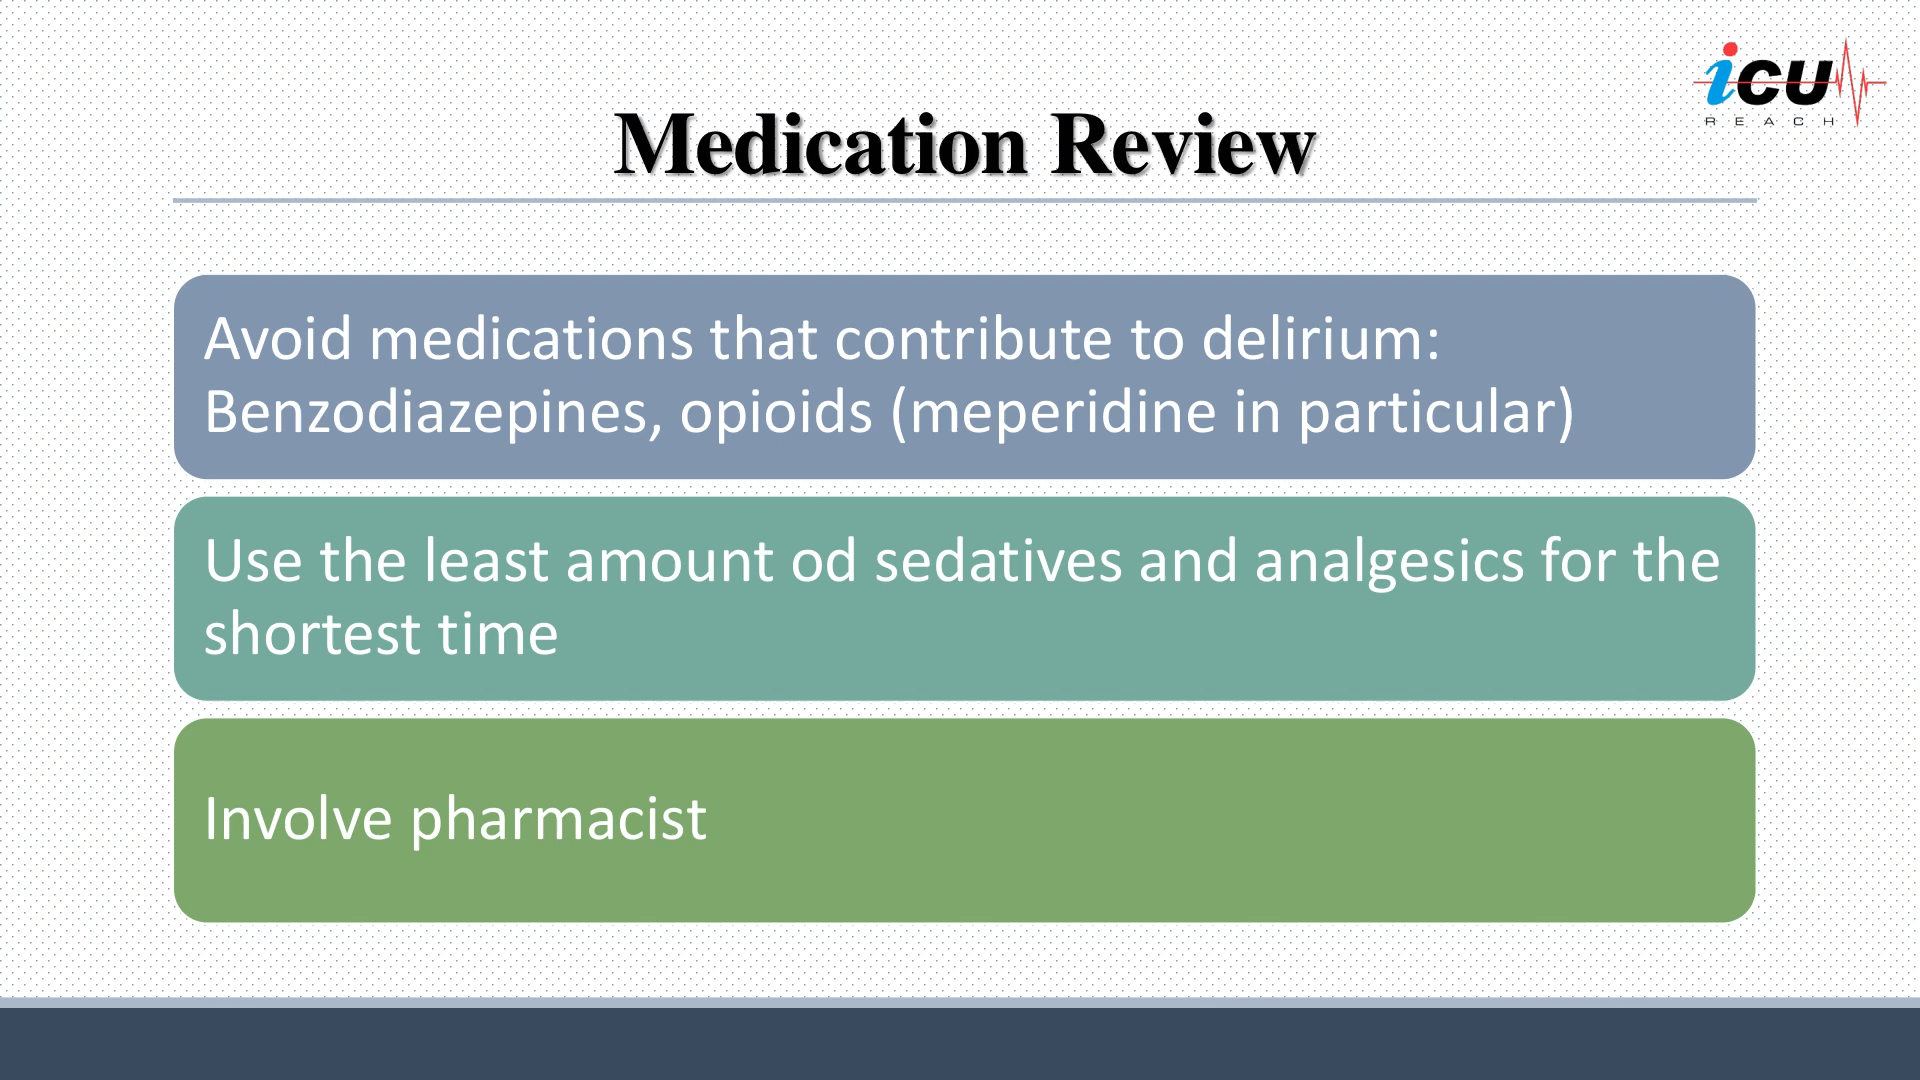 icu
REACH
Medication Review
Avoid medications that contribute to delirium:
Benzodiazepines, opioids (meperidine in particular)
Use the least amount od sedatives and analgesics for the
shortest time
Involve pharmacist